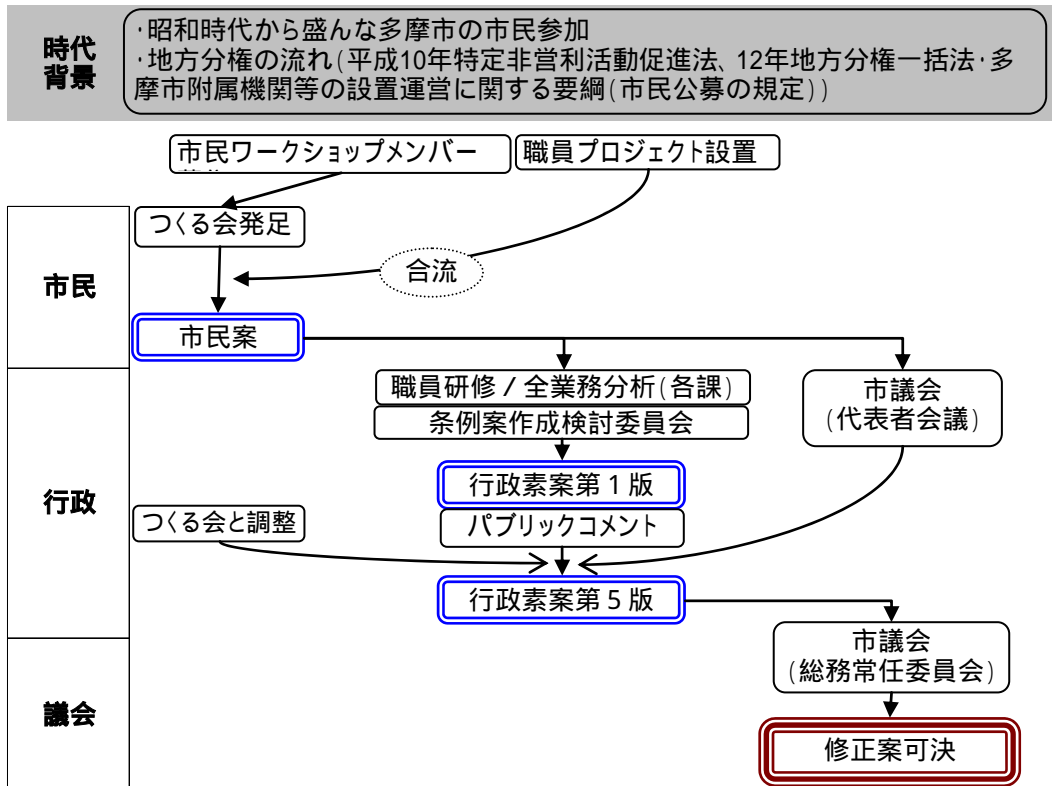 時代
背景
·昭和時代から盛んな多摩市の市民参加
·地方分権の流れ(平成10年特定非営利活動促進法、12年地方分権一括法·多
摩市附属機関等の設置運営に関する要綱(市民公募の規定))
市民ワークショップメンバー
職員プロジェクト設置
つくる会発足
合流
市民
市民案
職員研修 / 全業務分析(各課)
条例案作成検討委員会
市議会
(代表者会議)
行政
行政素案第1版
つくる会と調整
パブリックコメント
行政素案第5版
市議会
(総務常任委員会)
議会
修正案可決